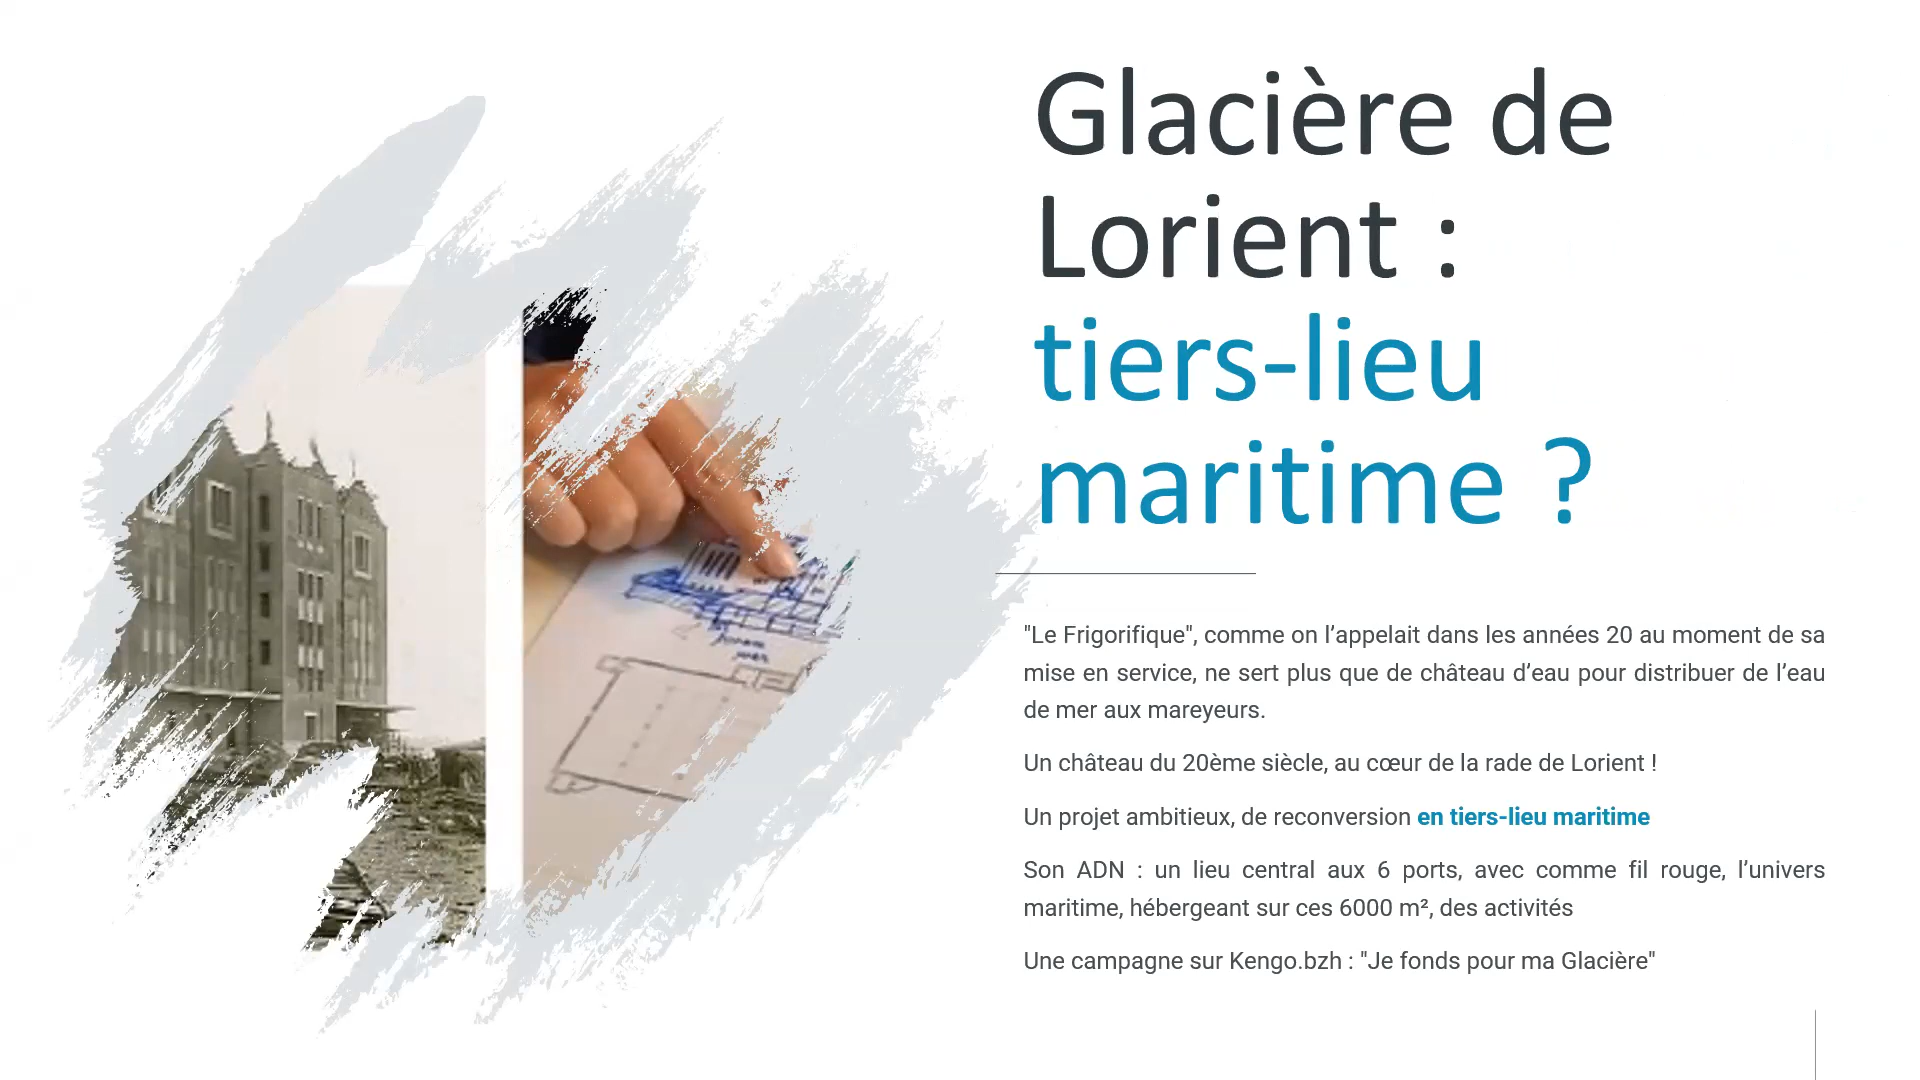 Glacière de
Lorient :
tiers-lieu
maritime ?
"Le Frigorifique", comme on l’appelait dans les années 20 au moment de sa
mise en service, ne sert plus que de château d’eau pour distribuer de l’eau
de mer aux mareyeurs.
Un château du 20ème siècle, au cœur de la rade de Lorient !
Un projet ambitieux, de reconversion en tiers-lieu maritime
Son ADN : un lieu central aux 6 ports, avec comme fil rouge, l’univers
maritime, hébergeant sur ces 6000 m², des activités
Une campagne sur Kengo.bzh : "Je fonds pour ma Glacière"